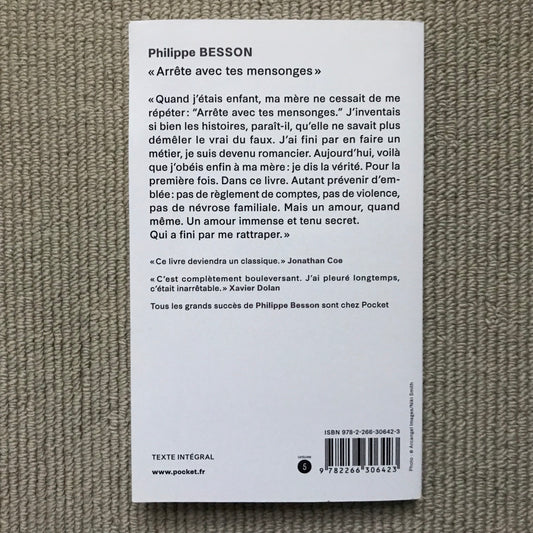 Philippe BESSON
« Arrête avec tes mensonges »
« Quand j'étais enfant, ma mère ne cessait de me
répéter : “Arrête avec tes mensonges.” J'inventais
si bien les histoires, paraît-il, qu'elle ne savait plus
démêler le vrai du faux. J'ai fini par en faire un
métier, je suis devenu romancier. Aujourd'hui, voilà
que j'obéis enfin à ma mère : je dis la vérité. Pour la
première fois. Dans ce livre. Autant prévenir d'em-
blée : pas de règlement de comptes, pas de violence,
pas de névrose familiale. Mais un amour, quand
même. Un amour immense et tenu secret.
Qui a fini par me rattraper. »
« Ce livre deviendra un classique. » Jonathan Coe
« C'est complètement bouleversant. J'ai pleuré longtemps,
c'était inarrêtable. » Xavier Dolan
Tous les grands succès de Philippe Besson sont chez Pocket
Photo : © Arcangel Images/Niki Smith
ISBN 978-2-266-30642-3
TEXTE INTÉGRAL
www.pocket.fr
5
9 782266 306423